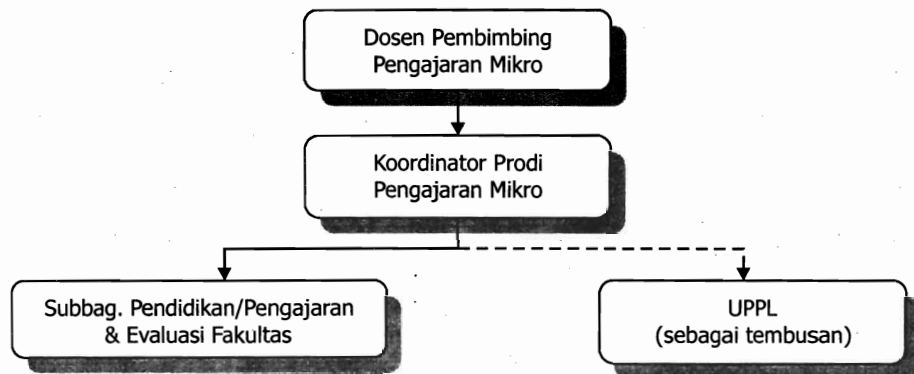 Dosen Pembimbing
Pengajaran Mikro
Koordinator Prodi
Pengajaran Mikro
Subbag. Pendidikan/Pengajaran
& Evaluasi Fakultas
UPPL
(sebagai tembusan)